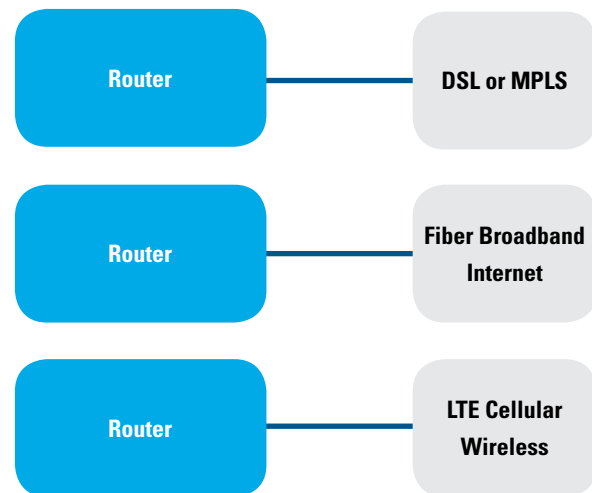 Router
DSL or MPLS
Router
Fiber Broadband
Internet
Router
LTE Cellular
Wireless